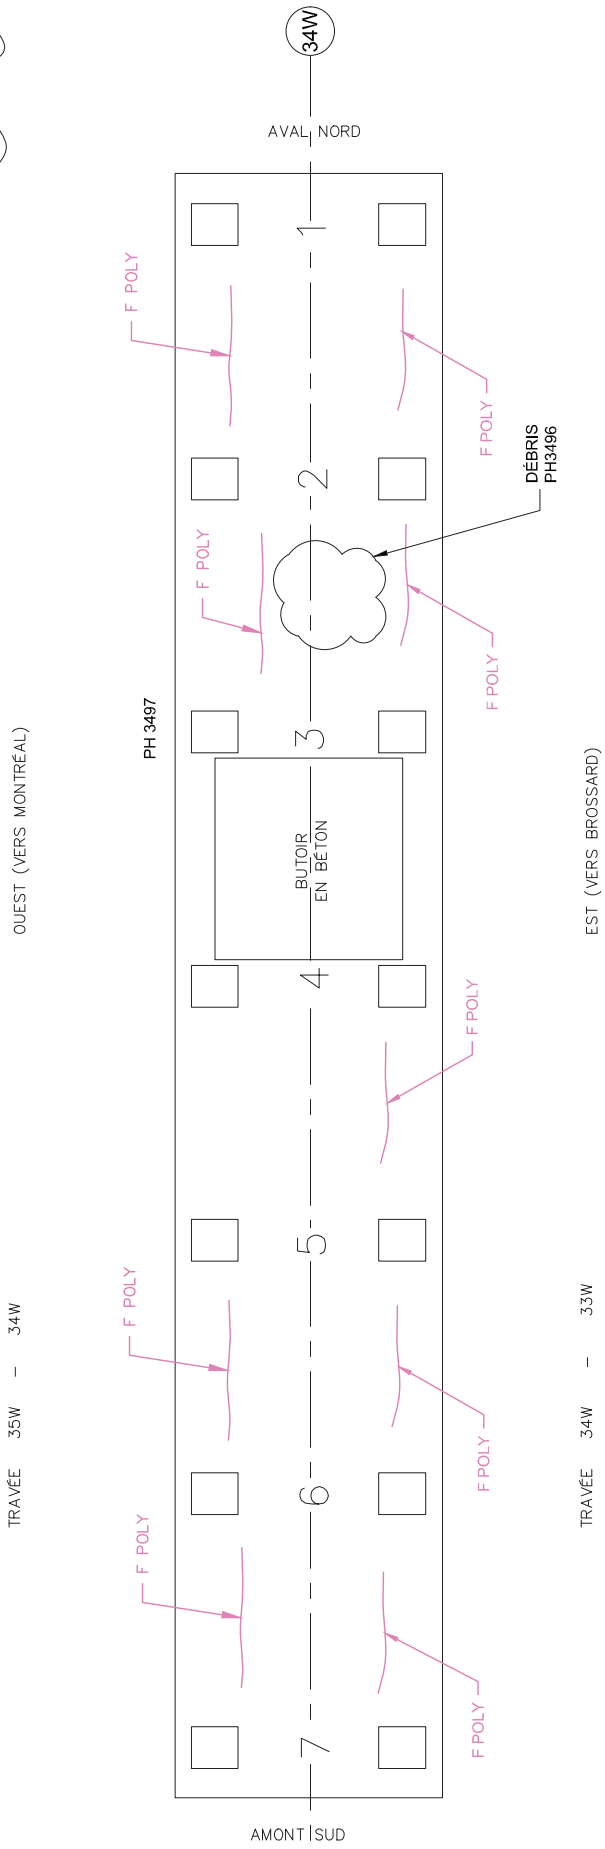 34W
AVAL NORD
1
F POLY
F POLY
2
DÉBRIS
PH3496
F POLY
F POLY
PH 3497
3
OUEST (VERS MONTRÉAL)
BUTOIR
EN BÉTON
EST (VERS BROSSARD)
4
F POLY
5
F POLY
TRAVÉE 35W – 34W
F POLY
TRAVÉE 34W – 33W
6
F POLY
F POLY
7
AMONT SUD